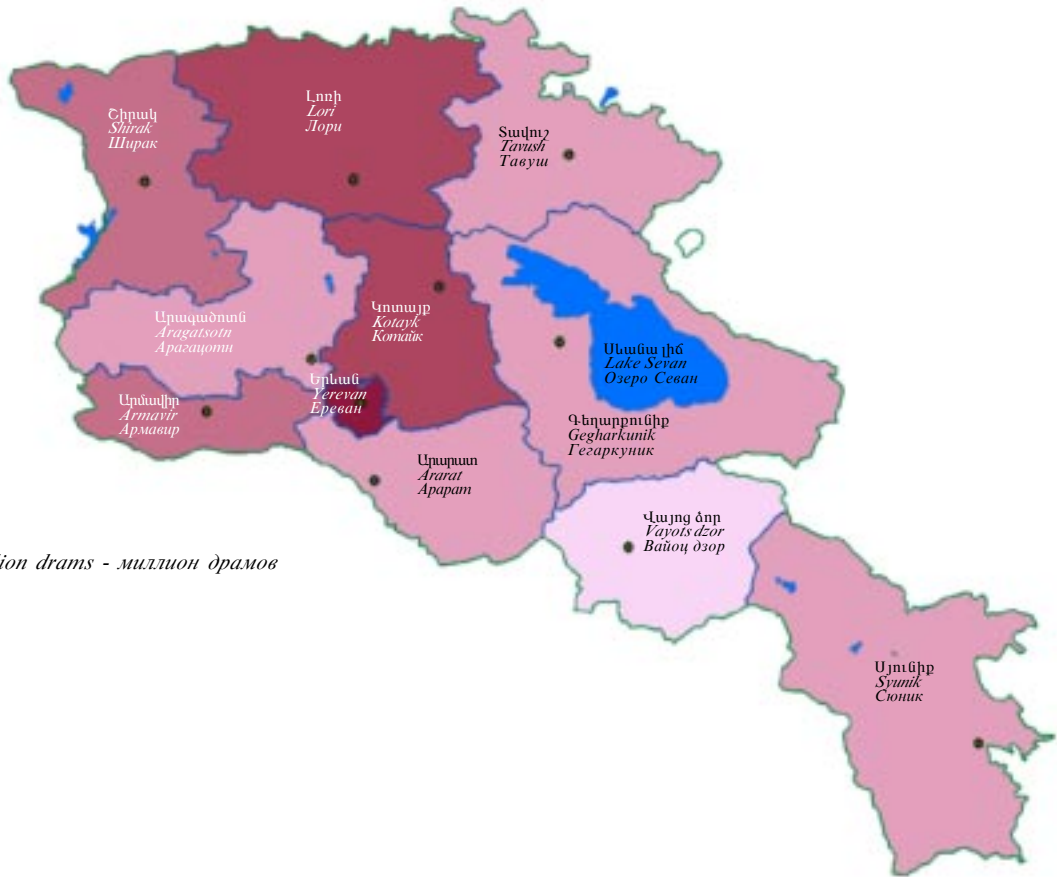 Շիրակ
Shirak
Ширак
Լոռի
Lori
Лори
Տավուշ
Tavush
Тавуш
Արագածոտն
Aragatsotn
Арагацотн
Կոտայք
Kotayk
Котайк
Սևանա լիճ
Lake Sevan
Озеро Севан
Երևան
Yerevan
Ереван
Արմավիր
Armavir
Армавир
Գեղարքունիք
Gegharkunik
Гегаркуник
Արարատ
Ararat
Арарат
Վայոց ձոր
Vayots dzor
Вайоц дзор
ion drams - миллион драмов
Սյունիք
Syunik
Сюник